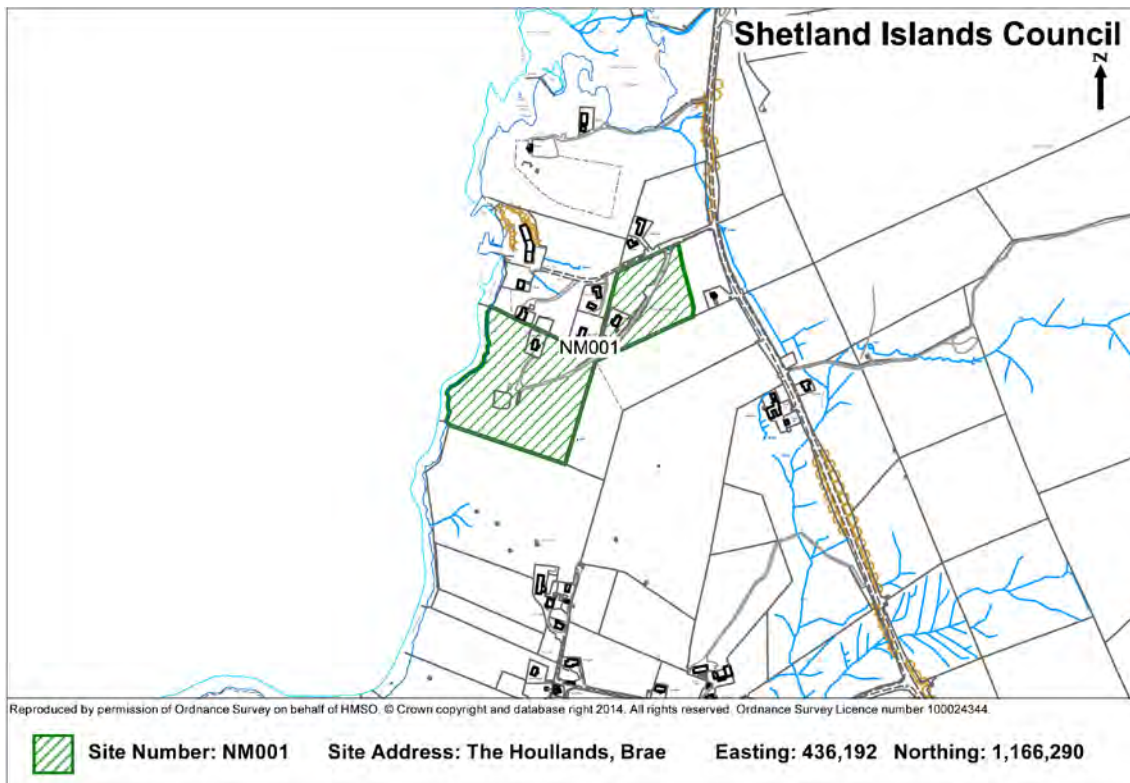 Shetland Islands Council
N
NM001
Reproduced by permission of Ordnance Survey on behalf of HMSO. © Crown copyright and database right 2014. All rights reserved. Ordnance Survey Licence number 100024344.
Site Number: NM001 Site Address: The Houllands, Brae Easting: 436,192 Northing: 1,166,290